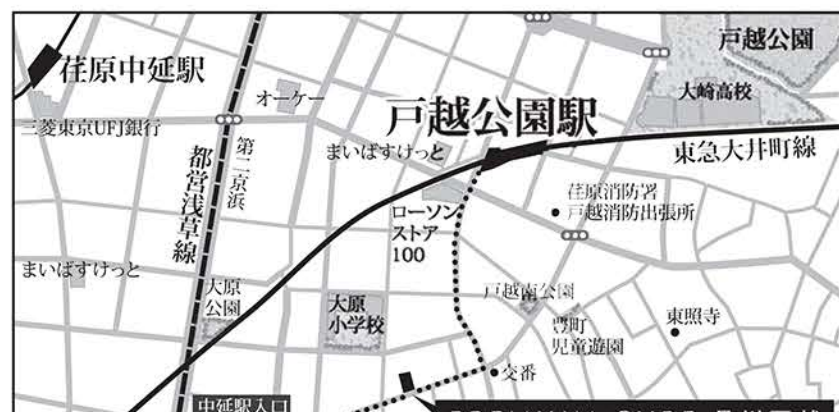 戸越公園
荏原中延駅
大崎高校
オーケー
戸越公園駅
三菱東京UFJ銀行
まいばすけっと
東急大井町線
第二京浜
都営浅草線
荏原消防署
戸越消防出張所
ローソン
ストア
100
まいばすけっと
大原
公園
戸越南公園
大原
小学校
豊町
児童遊園
東照寺
交番
中延駅入口